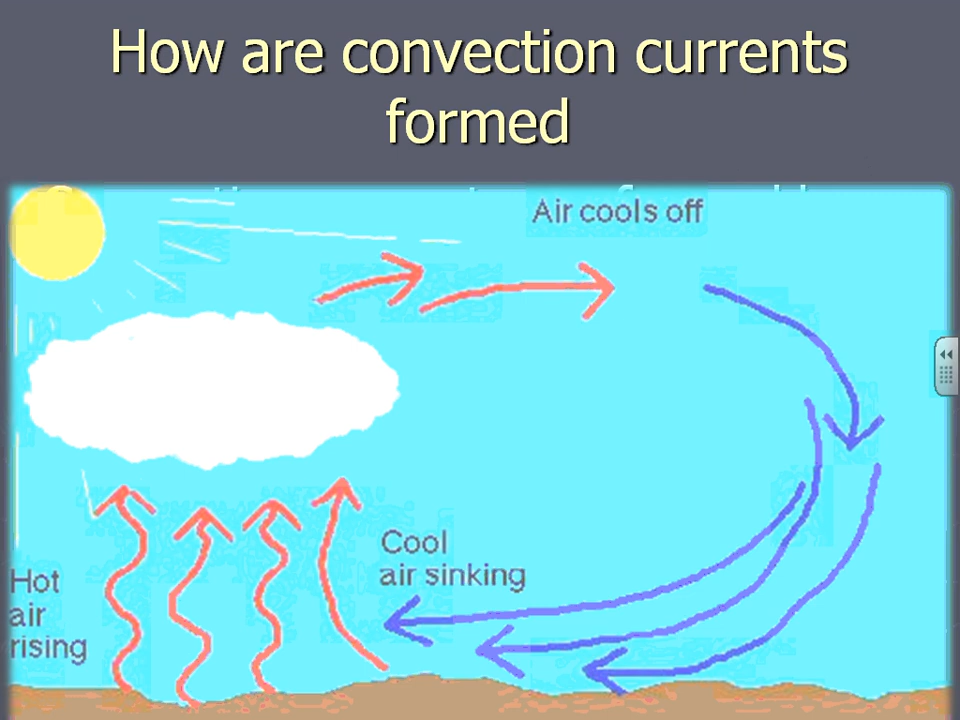 How are convection currents
formed
Air cools off
Cool
air sinking
Hot
air
rising